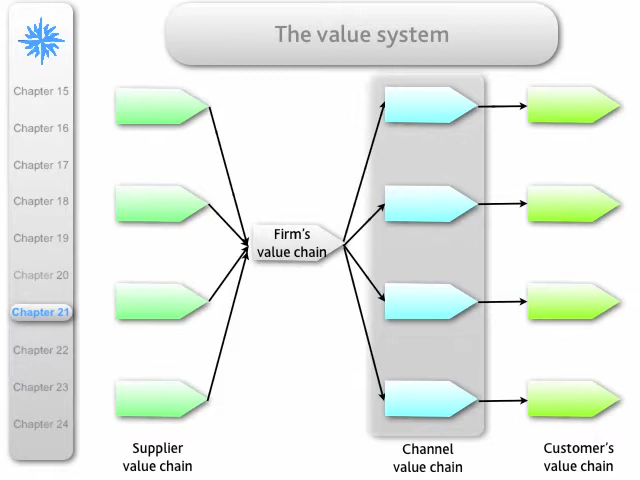 The value system
Chapter 15
Chapter 16
Chapter 17
Chapter 18
Chapter 19
Chapter 20
Chapter 21
Chapter 22
Chapter 23
Chapter 24
Firm's
value chain
Supplier
value chain
Channel
value chain
Customer's
value chain